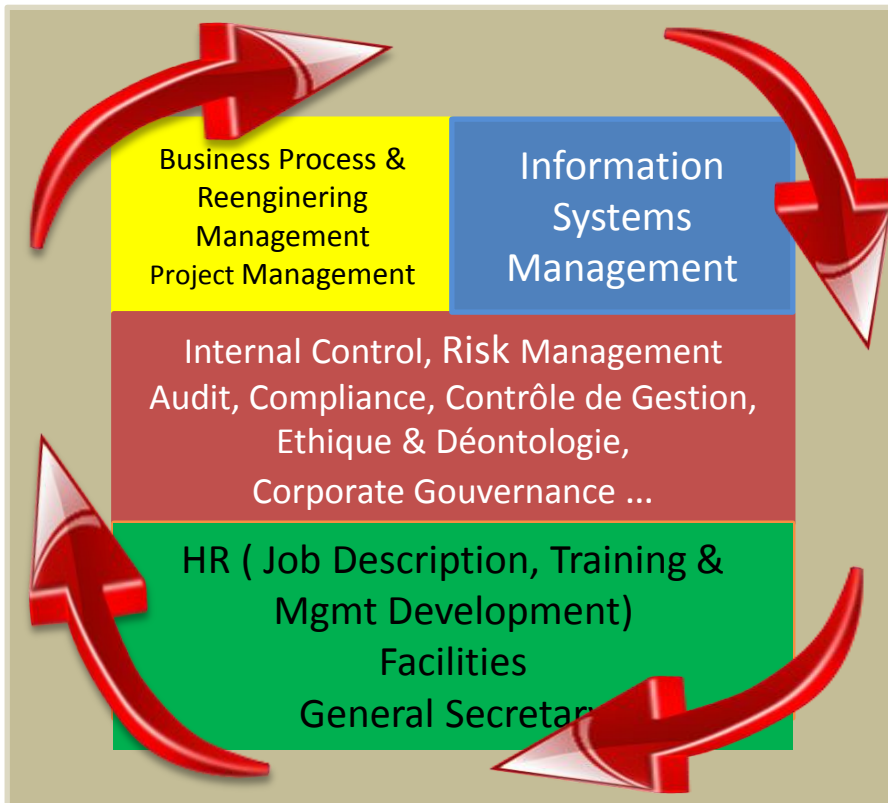 Business Process &
Reenginering
Management
Project Management
Information
Systems
Management
Internal Control, Risk Management
Audit, Compliance, Contrôle de Gestion,
Ethique & Déontologie,
Corporate Gouvernance ...
HR ( Job Description, Training &
Mgmt Development)
Facilities
General Secretary